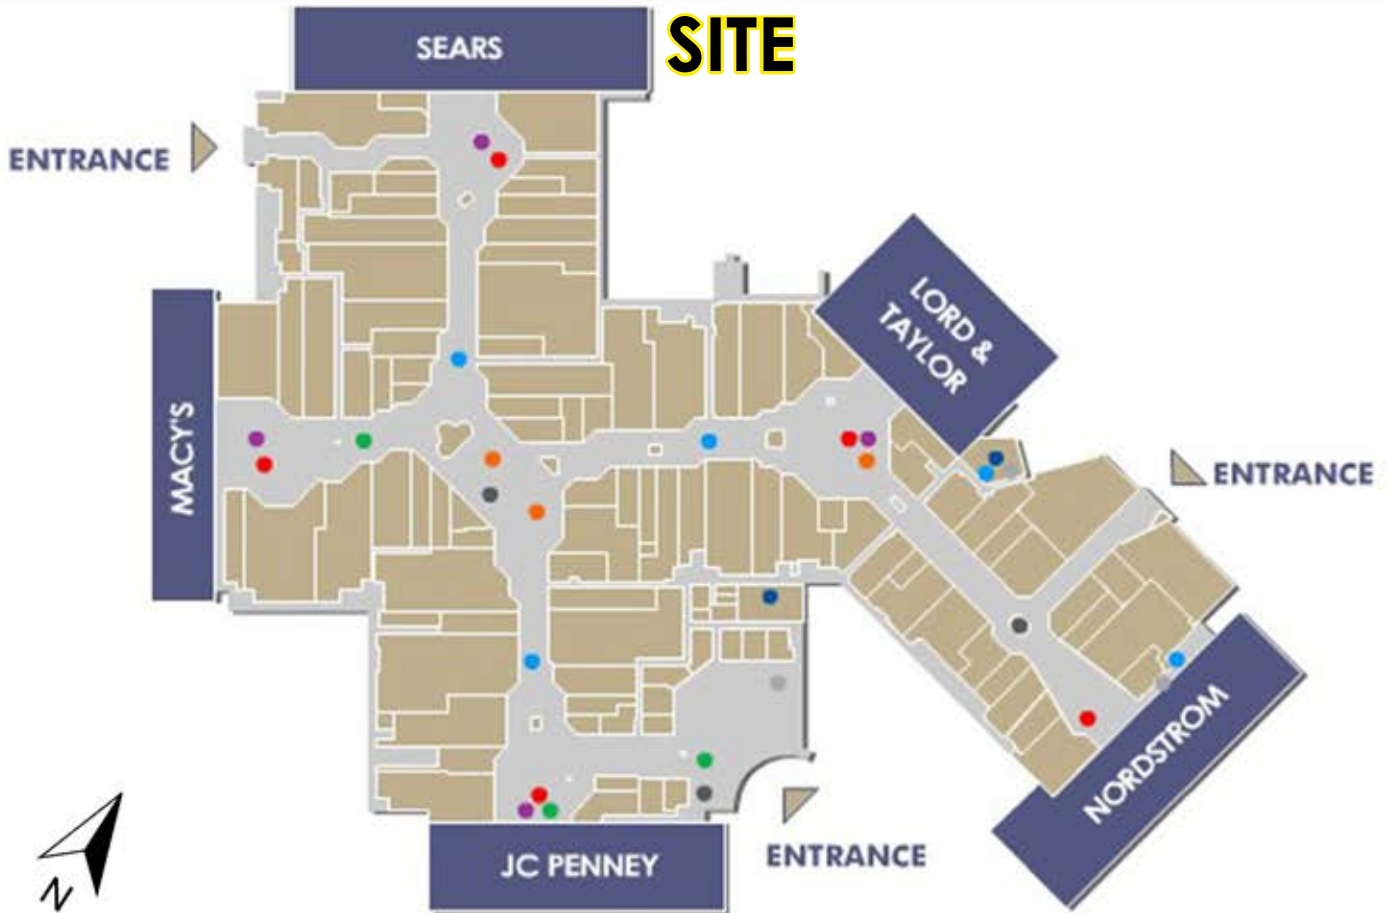 SEARS
SITE
ENTRANCE
LORD &
TAYLOR
MACY'S
ENTRANCE
NORDSTROM
JC PENNEY
ENTRANCE
N